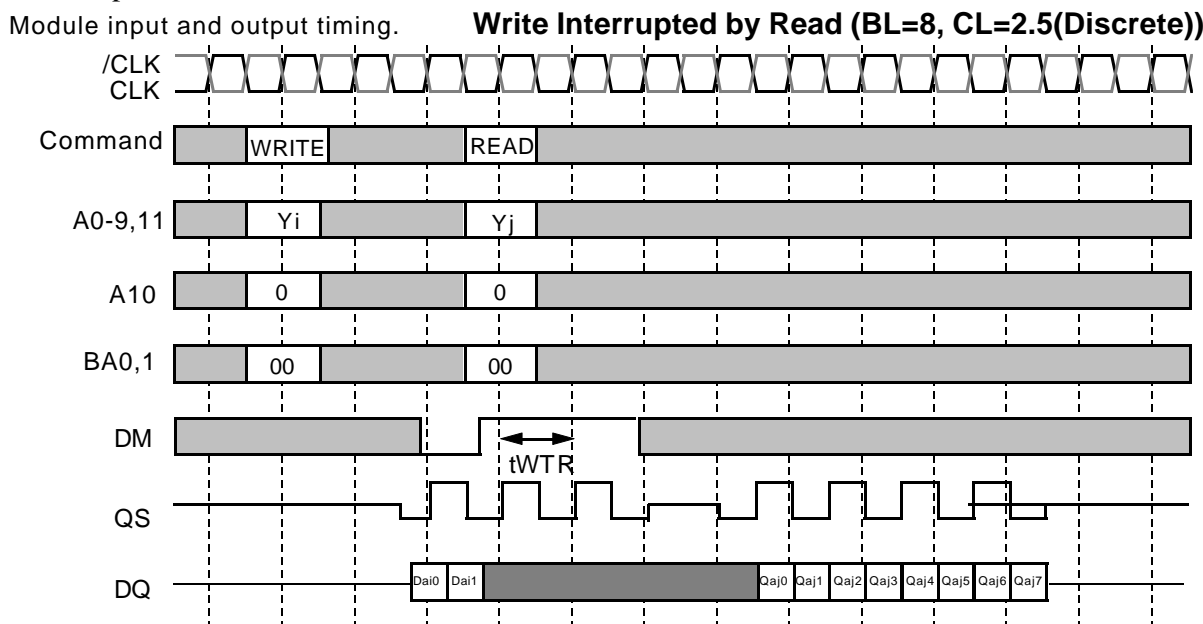 Module input and output timing.
Write Interrupted by Read (BL=8, CL=2.5(Discrete))
/CLK
CLK
Command
WRITE READ
A0-9,11
Yi Yj
A10
0 0
BA0,1
00 00
DM
tWTR
QS
DQ
Dai0 Dai1 Qaj0 Qaj1 Qaj2 Qaj3 Qaj4 Qaj5 Qaj6 Qaj7